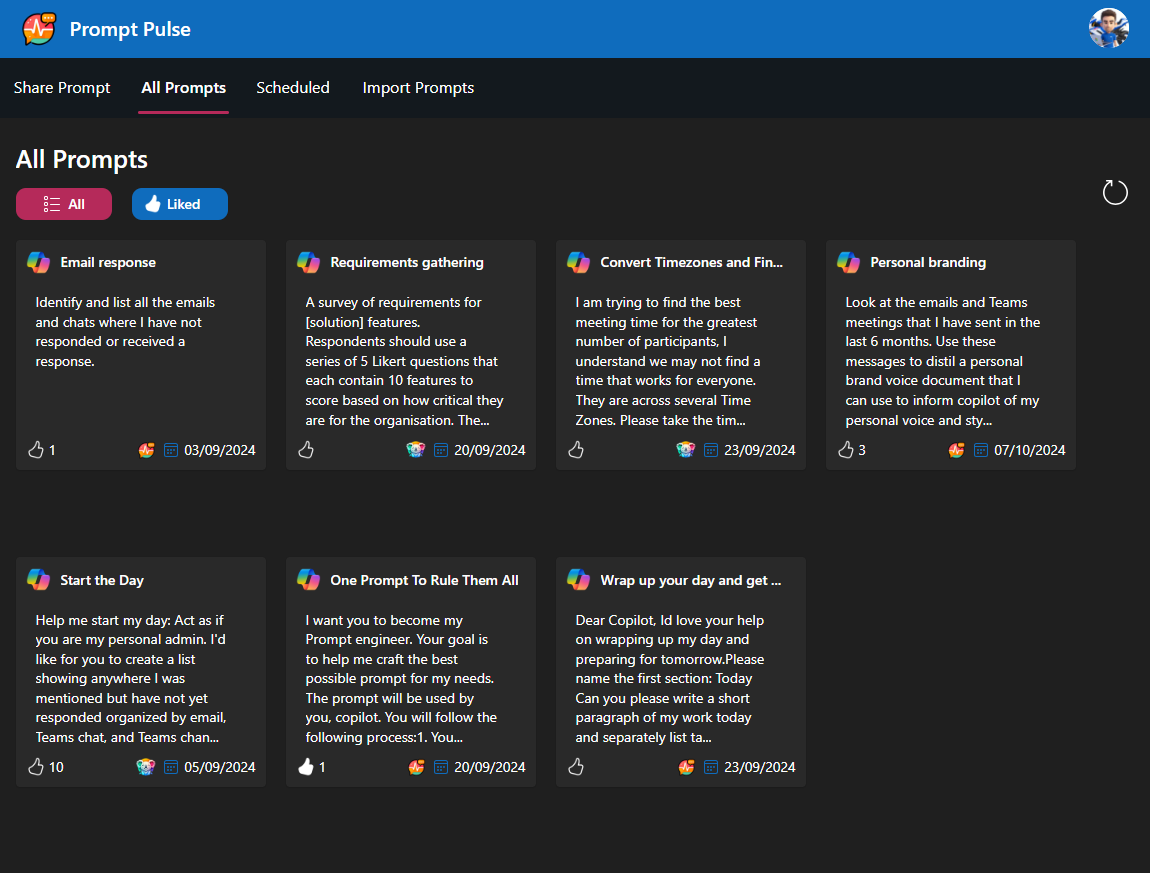 Prompt Pulse
Share Prompt
All Prompts
Scheduled
Import Prompts
All Prompts
All
Liked
Email response
Identify and list all the emails
and chats where I have not
responded or received a
response.
1
03/09/2024
Requirements gathering
A survey of requirements for
[solution] features.
Respondents should use a
series of 5 Likert questions that
each contain 10 features to
score based on how critical they
are for the organisation. The...
20/09/2024
Convert Timezones and Fin...
I am trying to find the best
meeting time for the greatest
number of participants, I
understand we may not find a
time that works for everyone.
They are across several Time
Zones. Please take the tim...
23/09/2024
Personal branding
Look at the emails and Teams
meetings that I have sent in the
last 6 months. Use these
messages to distil a personal
brand voice document that I
can use to inform copilot of my
personal voice and sty...
3
07/10/2024
Start the Day
Help me start my day: Act as if
you are my personal admin. I'd
like for you to create a list
showing anywhere I was
mentioned but have not yet
responded organized by email,
Teams chat, and Teams chan...
10
05/09/2024
One Prompt To Rule Them All
I want you to become my
Prompt engineer. Your goal is
to help me craft the best
possible prompt for my needs.
The prompt will be used by
you, copilot. You will follow the
following process:1. You...
1
20/09/2024
Wrap up your day and get ...
Dear Copilot, Id love your help
on wrapping up my day and
preparing for tomorrow.Please
name the first section: Today
Can you please write a short
paragraph of my work today
and separately list ta...
23/09/2024